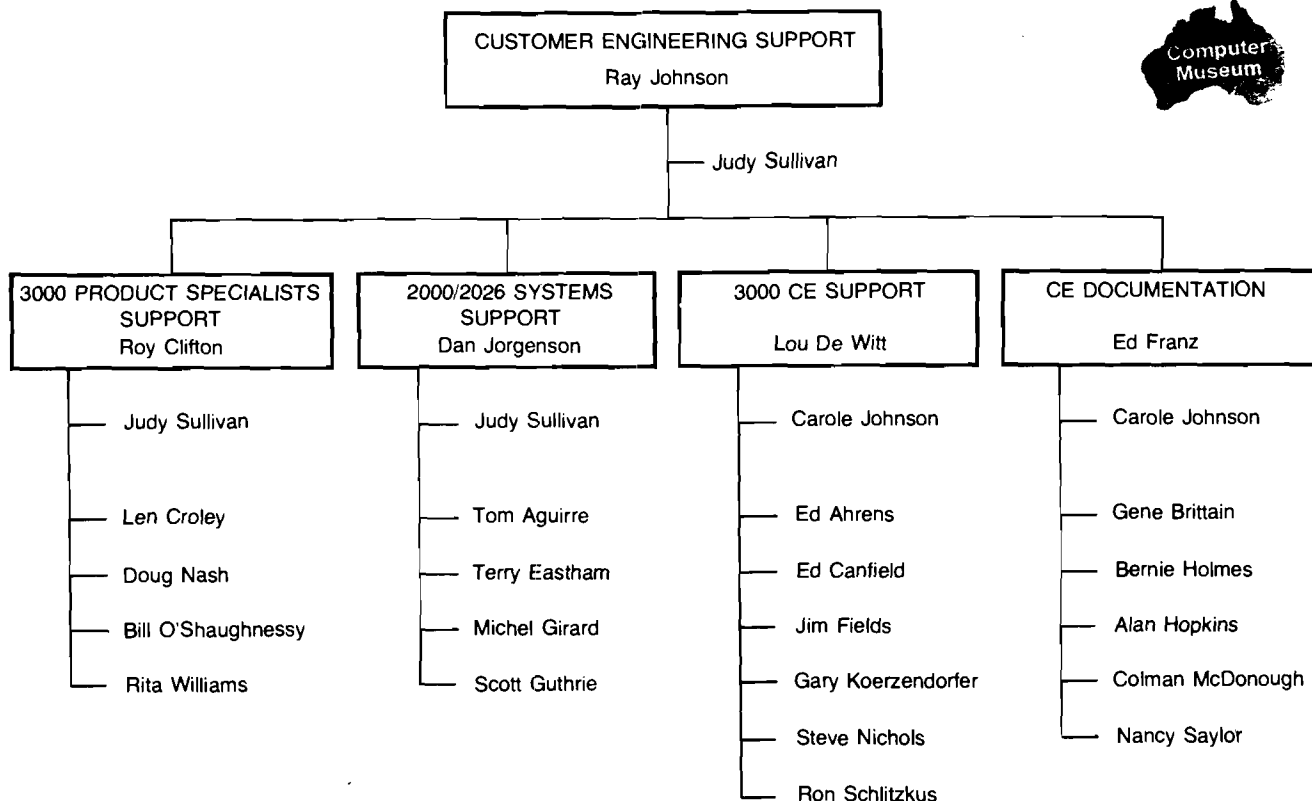 CUSTOMER ENGINEERING SUPPORT
Ray Johnson
Computer
Museum
Judy Sullivan
3000 PRODUCT SPECIALISTS
SUPPORT
Roy Clifton
Judy Sullivan
Len Croley
Doug Nash
Bill O'Shaughnessy
Rita Williams
2000/2026 SYSTEMS
SUPPORT
Dan Jorgenson
Judy Sullivan
Tom Aguirre
Terry Eastham
Michel Girard
Scott Guthrie
3000 CE SUPPORT
Lou De Witt
Carole Johnson
Ed Ahrens
Ed Canfield
Jim Fields
Gary Koerzendorfer
Steve Nichols
Ron Schlitzkus
CE DOCUMENTATION
Ed Franz
Carole Johnson
Gene Brittain
Bernie Holmes
Alan Hopkins
Colman McDonough
Nancy Saylor